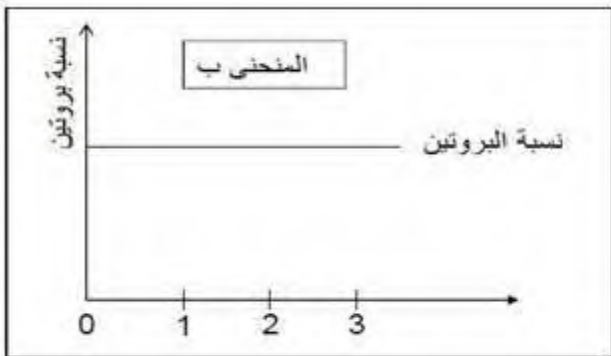 المنحنى ب
نسبة بروتين
نسبة البروتين
0 1 2 3